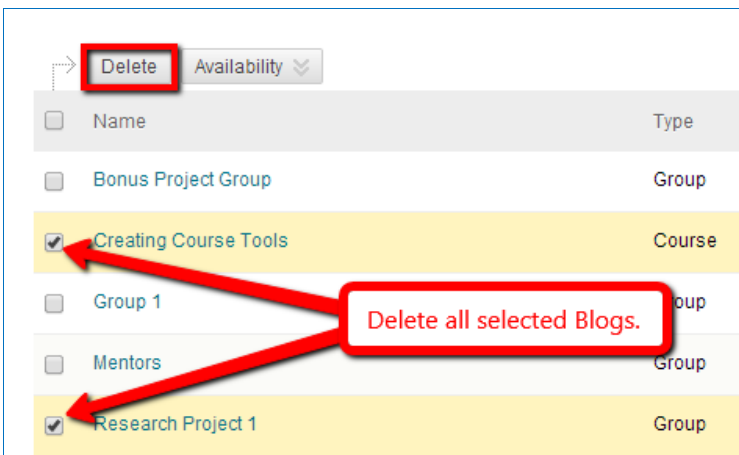 Delete Availability
Name Type
Bonus Project Group Group
Creating Course Tools Course
Group 1 oup
Delete all selected Blogs.
Mentors Group
Research Project 1 Group